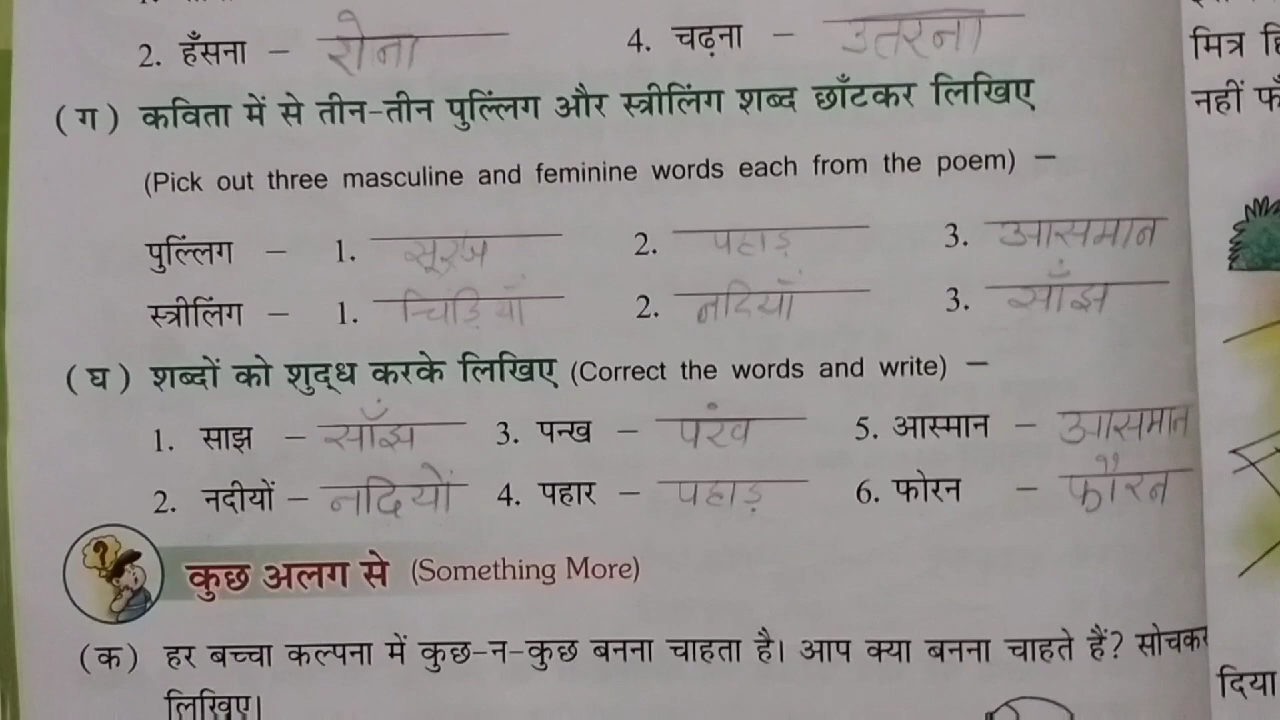 2. हँसना – रोना 4. चढ़ना – उतरना
(ग) कविता में से तीन-तीन पुल्लिंग और स्त्रीलिंग शब्द छाँटकर लिखिए
(Pick out three masculine and feminine words each from the poem) –
पुल्लिंग – 1. सूरज 2. पहाड़ 3. आसमान
स्त्रीलिंग – 1. चिड़ियाँ 2. नदियाँ 3. साँझ
(घ) शब्दों को शुद्ध करके लिखिए (Correct the words and write) –
1. साझ – साँझ 3. पन्ख – पंख 5. आस्मान – आसमान
2. नदीयों – नदियों 4. पहार – पहाड़ 6. फोरन – फौरन
कुछ अलग से (Something More)
(क) हर बच्चा कल्पना में कुछ-न-कुछ बनना चाहता है। आप क्या बनना चाहते हैं? सोचकर
लिखिए।
मित्र
नहीं
दिया